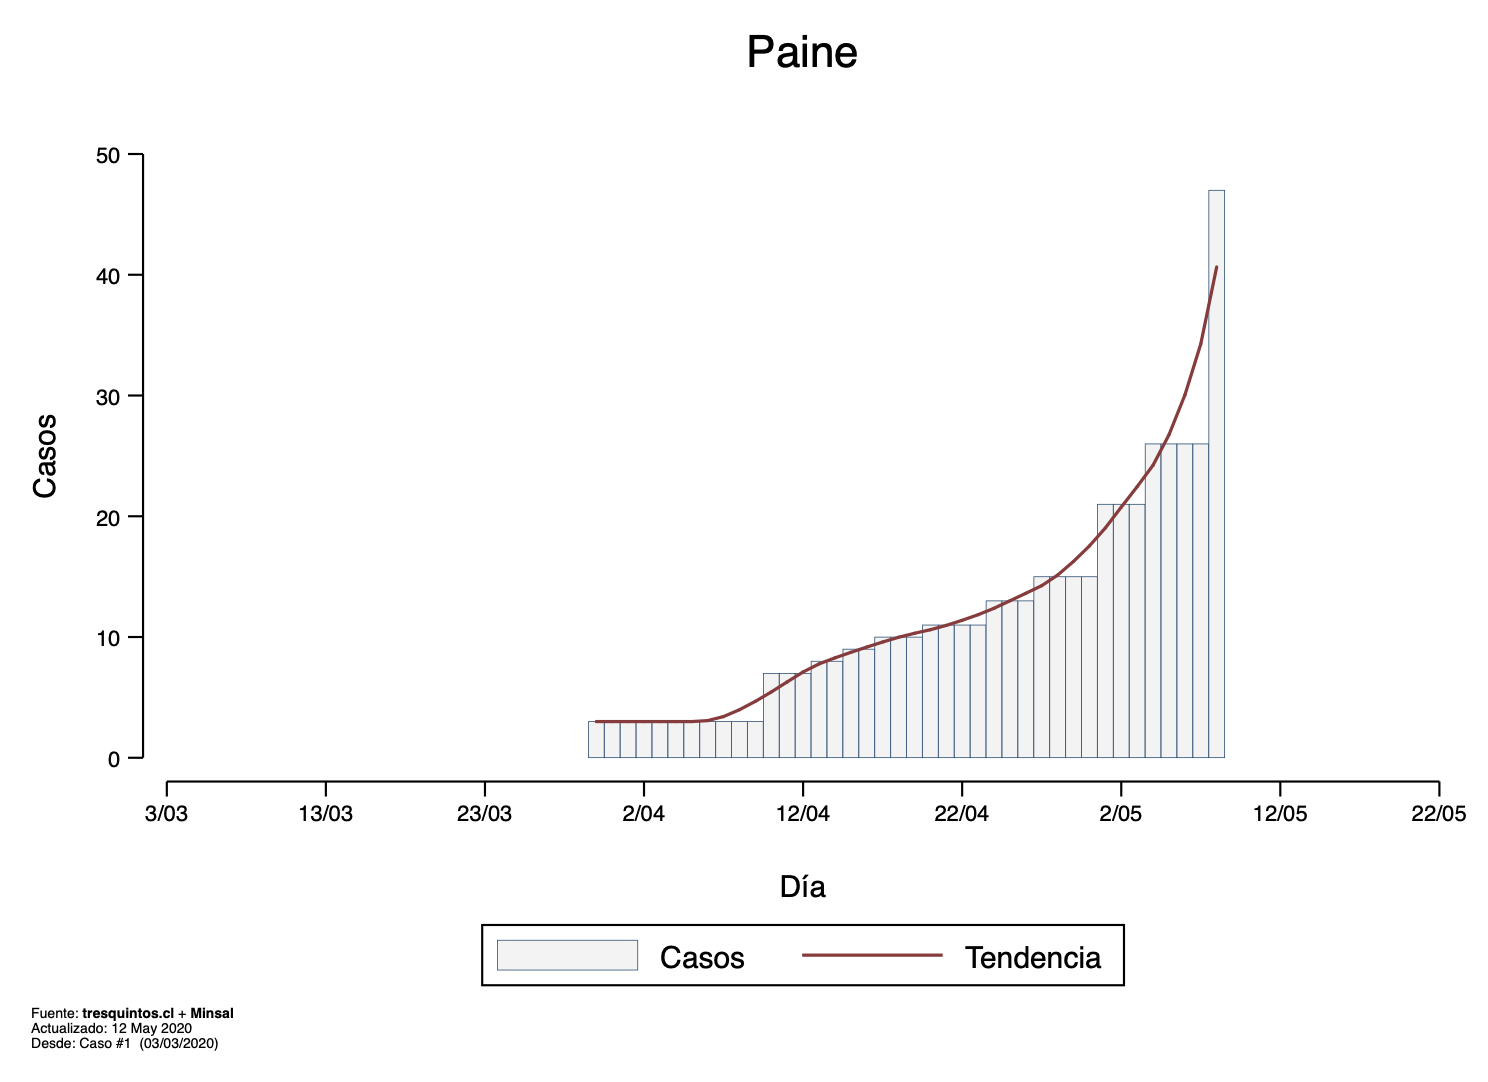 Paine
50
40
30
20
10
0
Casos
3/03 13/03 23/03 2/04 12/04 22/04 2/05 12/05 22/05
Día
Casos Tendencia
Fuente: tresquintos.cl + Minsal
Actualizado: 12 May 2020
Desde: Caso #1 (03/03/2020)